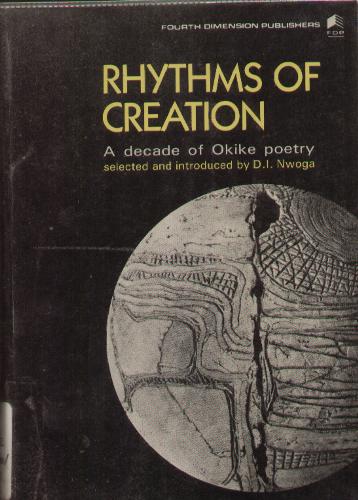 FOURTH DIMENSION PUBLISHERS
FDP
RHYTHMS OF
CREATION
A decade of Okike poetry
selected and introduced by D.I. Nwoga